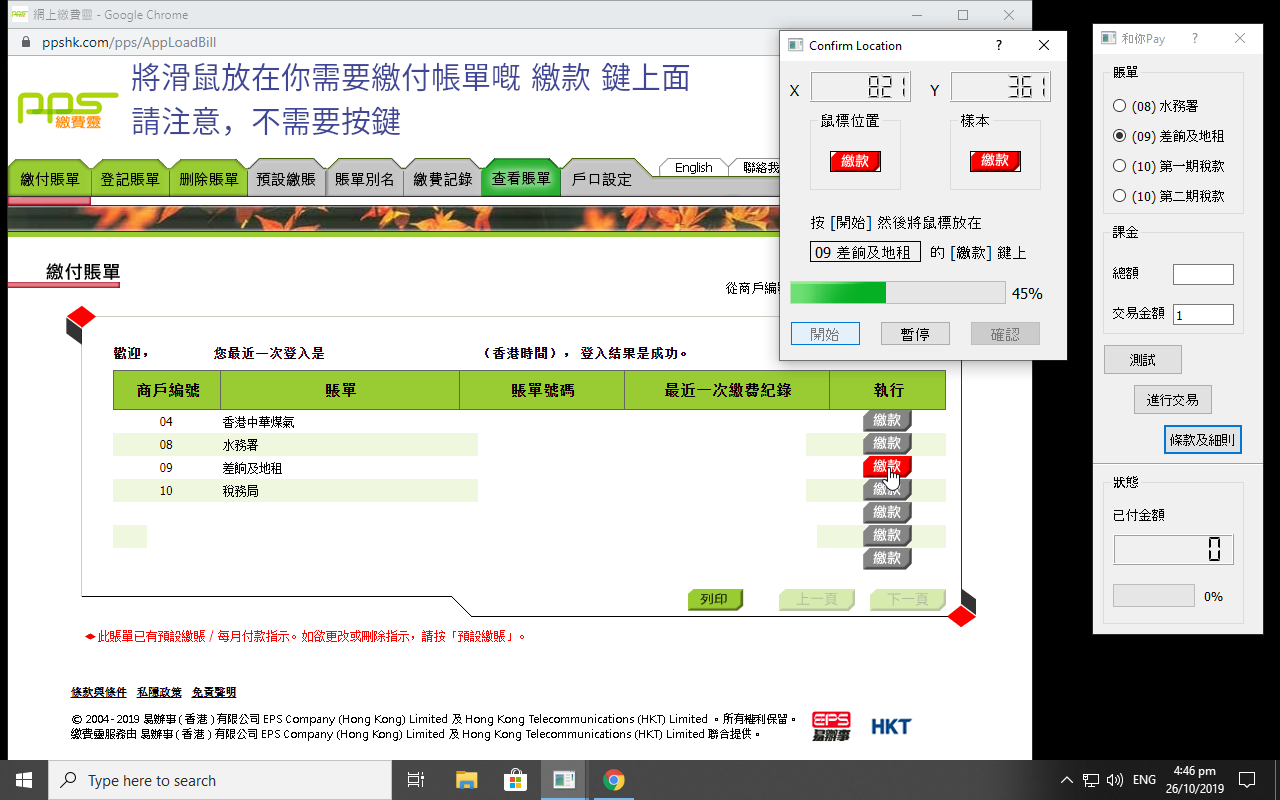 PPS 網上繳費靈 - Google Chrome
ppshk.com/pps/AppLoadBill
pps
繳費靈
將滑鼠放在你需要繳付帳單嘅 繳款 鍵上面
請注意，不需要按鍵
繳付賬單 登記賬單 刪除賬單 預設繳賬 賬單別名 繳費記錄 查看賬單 戶口設定 English 聯絡我
繳付賬單
從商戶編號
歡迎， 您最近一次登入是 （香港時間），登入結果是成功。
商戶編號 賬單 賬單號碼 最近一次繳費紀錄 執行
04 香港中華煤氣 繳款
08 水務署 繳款
09 差餉及地租 繳款
10 稅務局 繳款
繳款
繳款
繳款
列印 上一頁 下一頁
此賬單已有預設繳賬 / 每月付款指示。如欲更改或刪除指示，請按「預設繳賬」。
條款與條件 私隱政策 免責聲明
© 2004 - 2019 易辦事 ( 香港 ) 有限公司 EPS Company (Hong Kong) Limited 及 Hong Kong Telecommunications (HKT) Limited 。所有權利保留。
繳費靈服務由 易辦事 ( 香港 ) 有限公司 EPS Company (Hong Kong) Limited 及 Hong Kong Telecommunications (HKT) Limited 聯合提供。
EPS
易辦事
HKT
Confirm Location ?
X 821 Y 361
鼠標位置 樣本
繳款 繳款
按 [開始] 然後將鼠標放在
09 差餉及地租 的 [繳款] 鍵上
45%
開始 暫停 確認
和你Pay ?
賬單
(08) 水務署
(09) 差餉及地租
(10) 第一期稅款
(10) 第二期稅款
課金
總額
交易金額 1
測試
進行交易
條款及細則
狀態
已付金額
0
0%
Type here to search
ENG
4:46 pm
26/10/2019